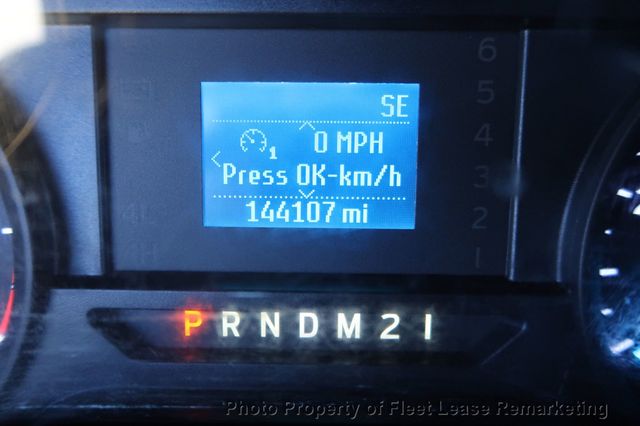 SE
0 MPH
1
Press OK-km/h
144107 mi
6
5
4
3
2
1
P R N D M 2 1
Photo Property of Fleet Lease Remarketing